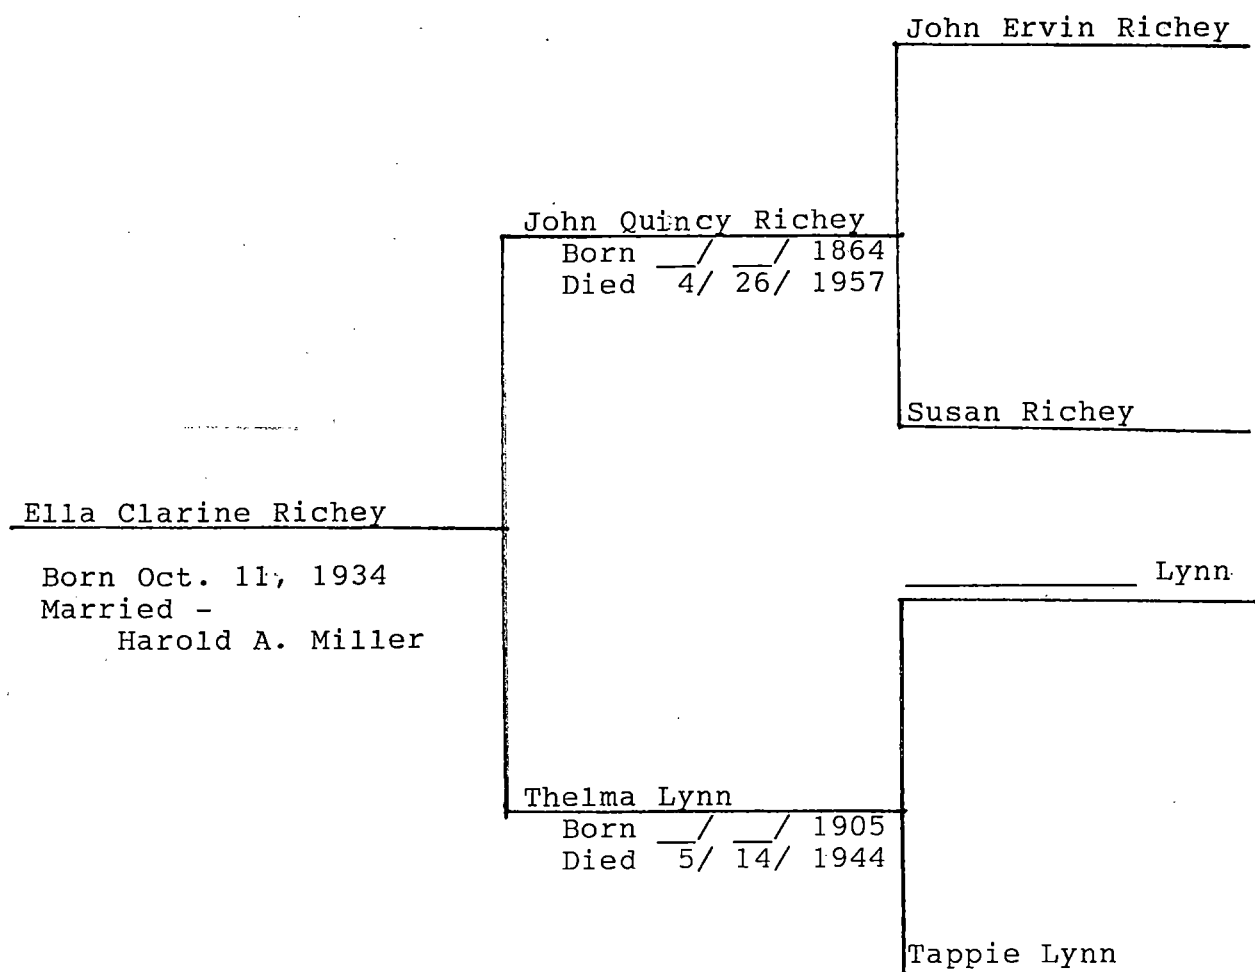 John Ervin Richey
John Quincy Richey
Born __/ __/ 1864
Died 4/ 26/ 1957
Susan Richey
Ella Clarine Richey
Born Oct. 11, 1934
Married -
Harold A. Miller
____________ Lynn
Thelma Lynn
Born __/ __/ 1905
Died 5/ 14/ 1944
Tappie Lynn